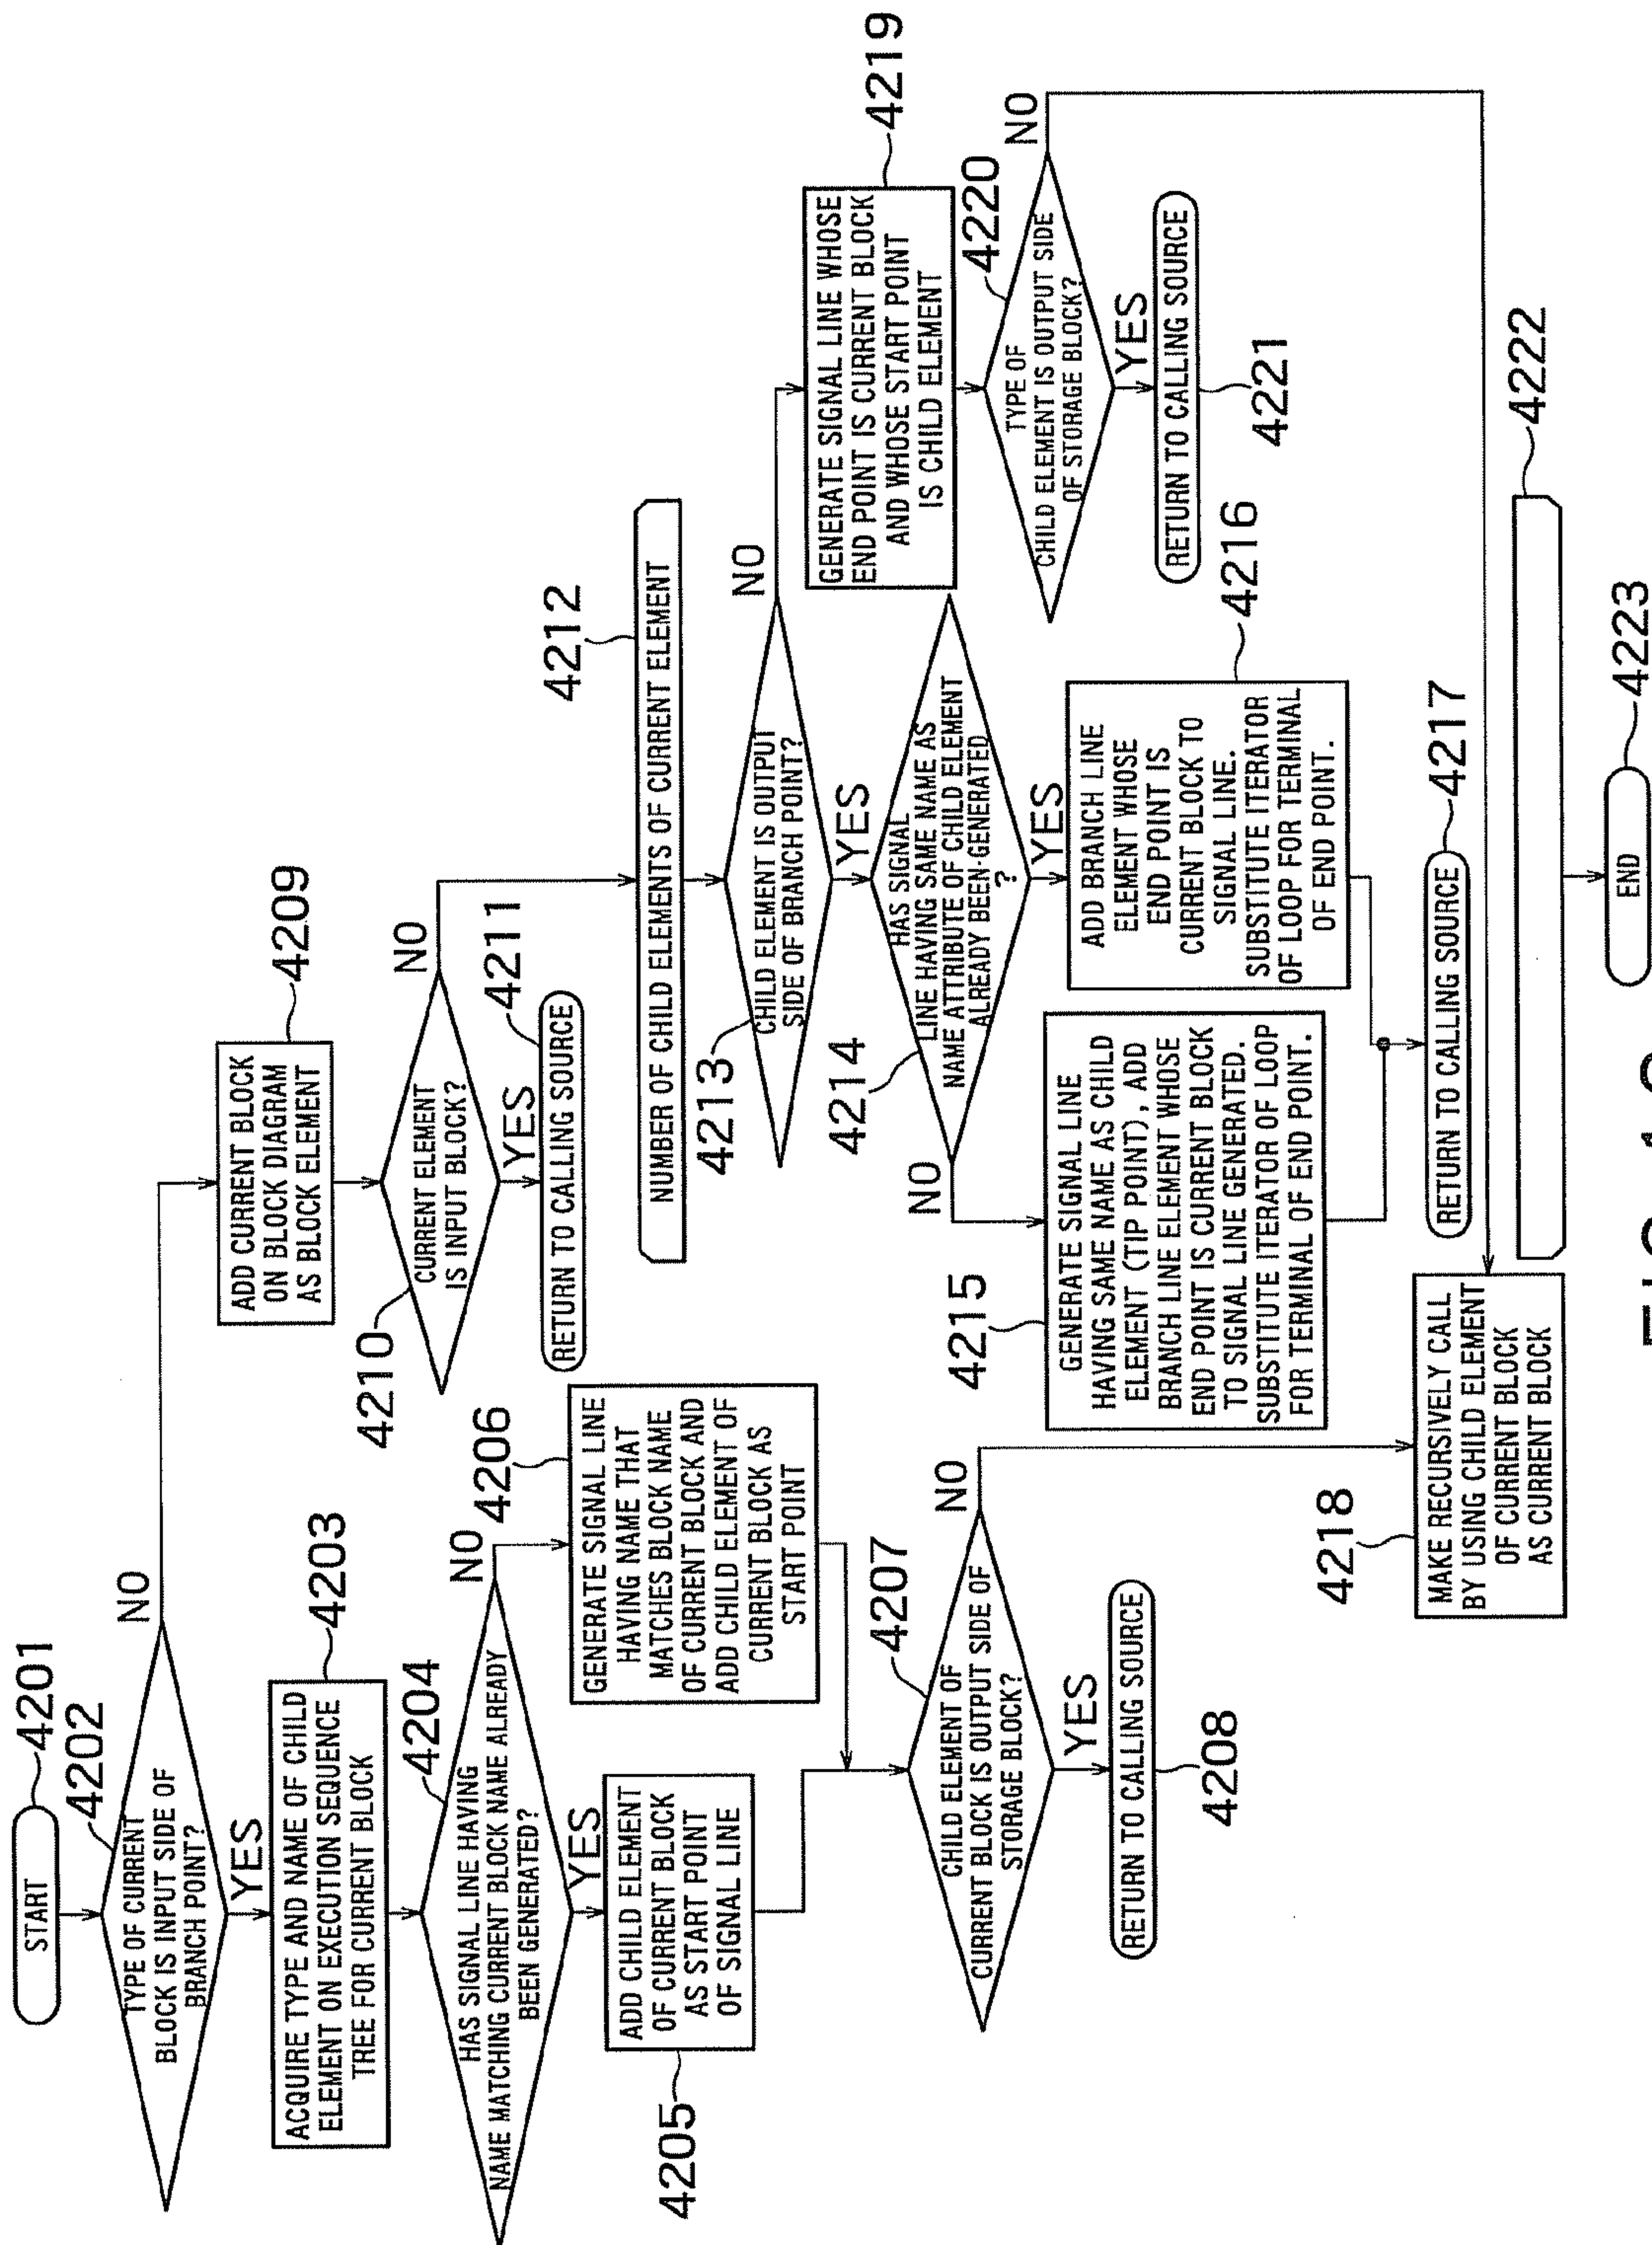 START
4201
4202
TYPE OF CURRENT
BLOCK IS INPUT SIDE OF
BRANCH POINT?
NO
YES
4203
ACQUIRE TYPE AND NAME OF CHILD
ELEMENT ON EXECUTION SEQUENCE
TREE FOR CURRENT BLOCK
4204
HAS SIGNAL LINE HAVING
NAME MATCHING CURRENT BLOCK NAME ALREADY
BEEN GENERATED?
NO
YES
4205
ADD CHILD ELEMENT
OF CURRENT BLOCK
AS START POINT
OF SIGNAL LINE
4206
GENERATE SIGNAL LINE
HAVING NAME THAT
MATCHES BLOCK NAME
OF CURRENT BLOCK AND
ADD CHILD ELEMENT OF
CURRENT BLOCK AS
START POINT
4207
CHILD ELEMENT OF
CURRENT BLOCK IS OUTPUT SIDE OF
STORAGE BLOCK?
NO
YES
RETURN TO CALLING SOURCE
4208
4209
ADD CURRENT BLOCK
ON BLOCK DIAGRAM
AS BLOCK ELEMENT
4210
CURRENT ELEMENT
IS INPUT BLOCK?
NO
YES
4211
RETURN TO CALLING SOURCE
4212
NUMBER OF CHILD ELEMENTS OF CURRENT ELEMENT
4213
CHILD ELEMENT IS OUTPUT
SIDE OF BRANCH POINT?
NO
YES
4214
HAS SIGNAL
LINE HAVING SAME NAME AS
NAME ATTRIBUTE OF CHILD ELEMENT
ALREADY BEEN GENERATED
?
NO
YES
4215
GENERATE SIGNAL LINE
HAVING SAME NAME AS CHILD
ELEMENT (TIP POINT), ADD
BRANCH LINE ELEMENT WHOSE
END POINT IS CURRENT BLOCK
TO SIGNAL LINE GENERATED.
SUBSTITUTE ITERATOR OF LOOP
FOR TERMINAL OF END POINT.
4216
ADD BRANCH LINE
ELEMENT WHOSE
END POINT IS
CURRENT BLOCK TO
SIGNAL LINE.
SUBSTITUTE ITERATOR
OF LOOP FOR TERMINAL
OF END POINT.
4217
RETURN TO CALLING SOURCE
4218
MAKE RECURSIVELY CALL
BY USING CHILD ELEMENT
OF CURRENT BLOCK
AS CURRENT BLOCK
4219
GENERATE SIGNAL LINE WHOSE
END POINT IS CURRENT BLOCK
AND WHOSE START POINT
IS CHILD ELEMENT
4220
TYPE OF
CHILD ELEMENT IS OUTPUT SIDE
OF STORAGE BLOCK?
NO
YES
RETURN TO CALLING SOURCE
4221
4222
END
4223